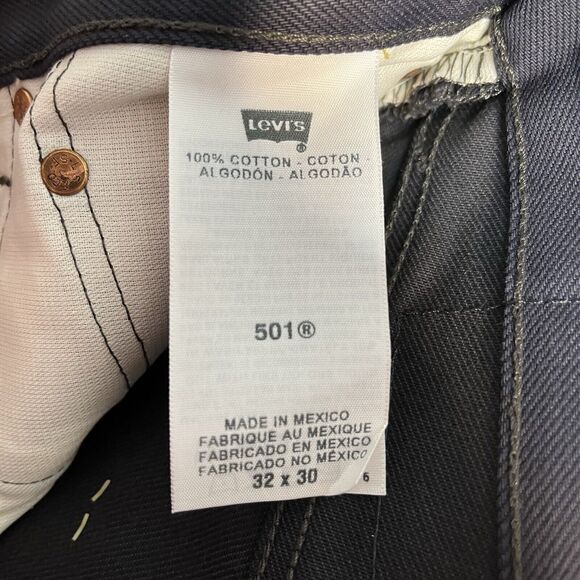 Levi's
®
100% COTTON - COTON -
ALGODÓN - ALGODÃO
501®
MADE IN MEXICO
FABRIQUE AU MEXIQUE
FABRICADO EN MEXICO
FABRICADO NO MÉXICO
32 x 30
6